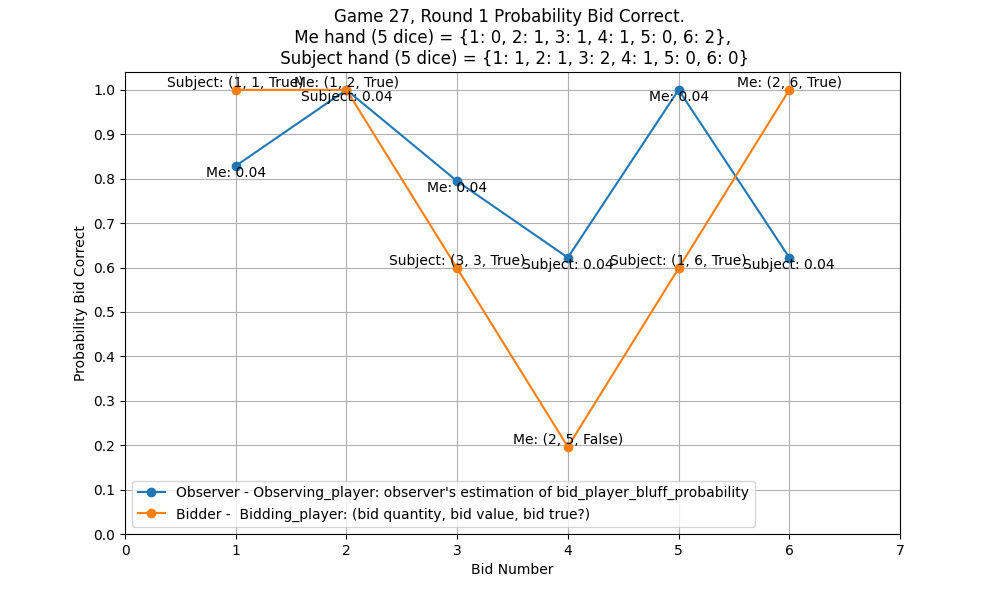 Game 27, Round 1 Probability Bid Correct.
Me hand (5 dice) = {1: 0, 2: 1, 3: 1, 4: 1, 5: 0, 6: 2},
Subject hand (5 dice) = {1: 1, 2: 1, 3: 2, 4: 1, 5: 0, 6: 0}
Subject: (1, 1, True)
Me: (1, 2, True)
Me: (2, 6, True)
Subject: 0.04
Me: 0.04
Me: 0.04
Me: 0.04
Subject: (3, 3, True)
Subject: 0.04
Subject: (1, 6, True)
Subject: 0.04
Me: (2, 5, False)
1.0
0.9
0.8
0.7
0.6
0.5
0.4
0.3
0.2
0.1
0.0
Probability Bid Correct
Observer - Observing_player: observer's estimation of bid_player_bluff_probability
Bidder -  Bidding_player: (bid quantity, bid value, bid true?)
0 1 2 3 4 5 6 7
Bid Number